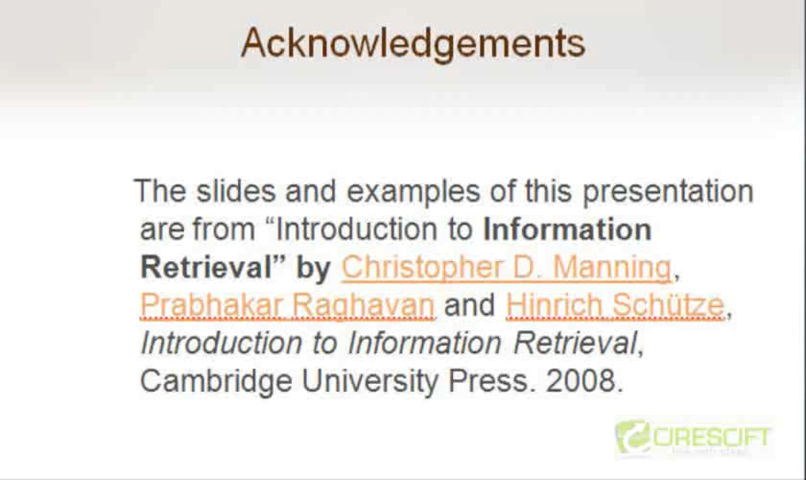 Acknowledgements
The slides and examples of this presentation
are from “Introduction to Information
Retrieval” by Christopher D. Manning,
Prabhakar Raghavan and Hinrich Schütze,
Introduction to Information Retrieval,
Cambridge University Press. 2008.